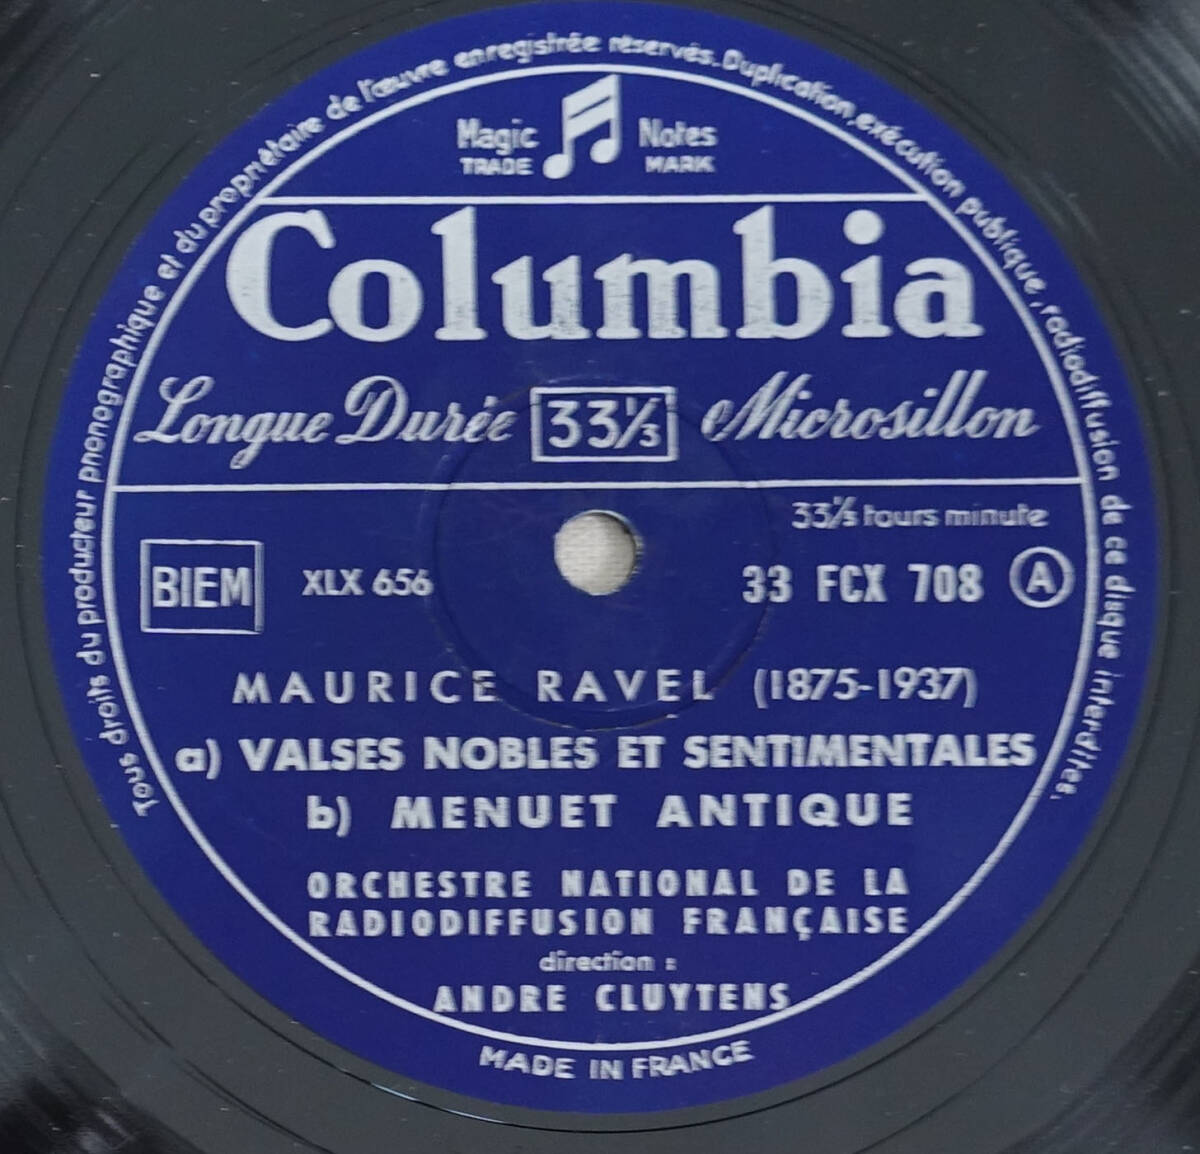 Tous droits du producteur phonographique et du propriétaire de l'œuvre enregistrée réservés. Duplication, exécution publique, radiodiffusion de ce disque interdites.
Magic Notes
TRADE MARK
Columbia
Longue Durée 33⅓ Microsillon
33⅓ tours minute
BIEM XLX 656 33 FCX 708 A
MAURICE RAVEL (1875-1937)
a) VALSES NOBLES ET SENTIMENTALES
b) MENUET ANTIQUE
ORCHESTRE NATIONAL DE LA
RADIODIFFUSION FRANÇAISE
direction :
ANDRE CLUYTENS
MADE IN FRANCE